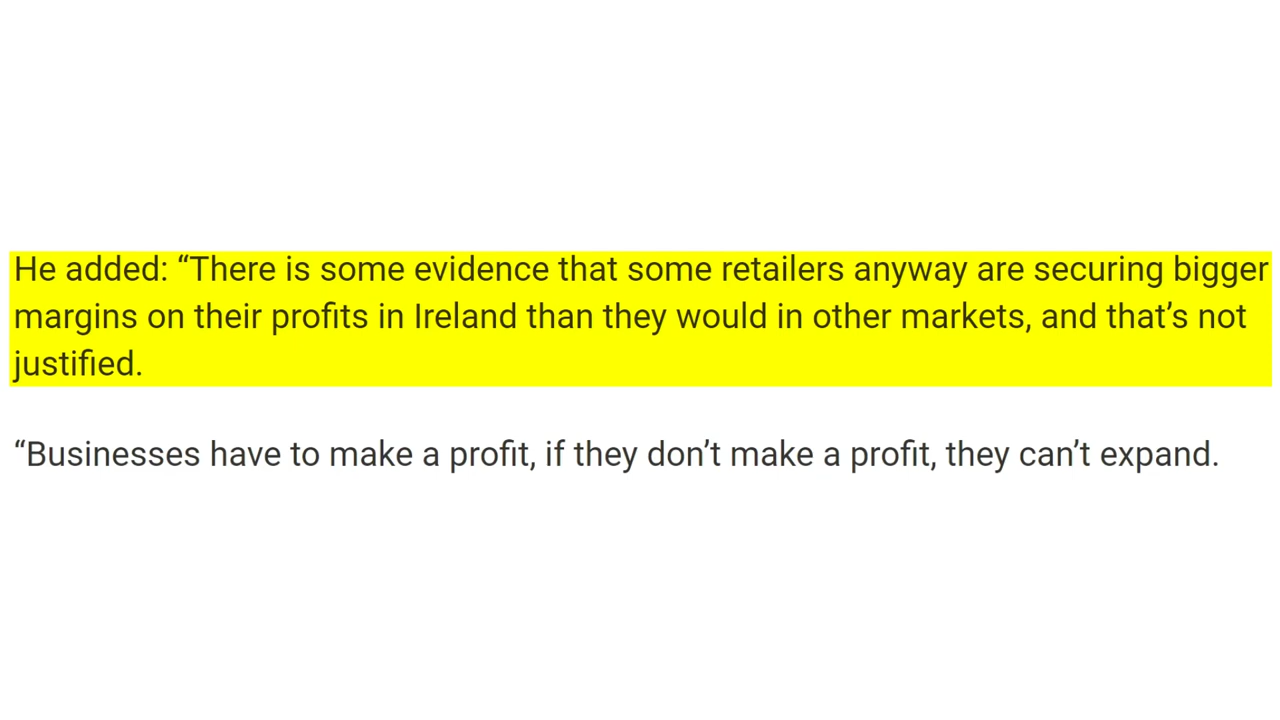 He added: “There is some evidence that some retailers anyway are securing bigger
margins on their profits in Ireland than they would in other markets, and that’s not
justified.
“Businesses have to make a profit, if they don’t make a profit, they can’t expand.